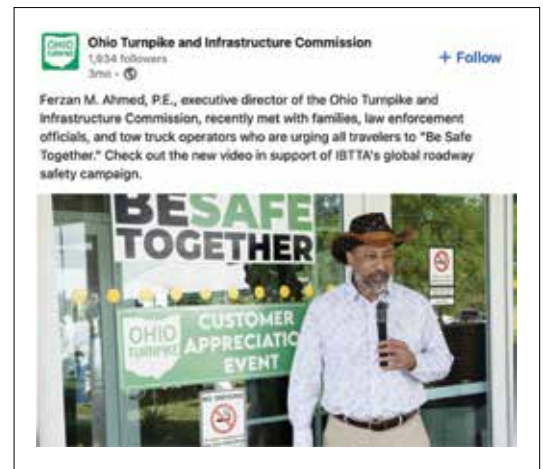 OHIO
TURNPIKE
Ohio Turnpike and Infrastructure Commission
1,934 followers
3mo •
+ Follow
Ferzan M. Ahmed, P.E., executive director of the Ohio Turnpike and
Infrastructure Commission, recently met with families, law enforcement
officials, and tow truck operators who are urging all travelers to "Be Safe
Together." Check out the new video in support of IBTTA's global roadway
safety campaign.
BESAFE
TOGETHER
OHIO
TURNPIKE
CUSTOMER
APPRECIATION
EVENT
NO SMOKING